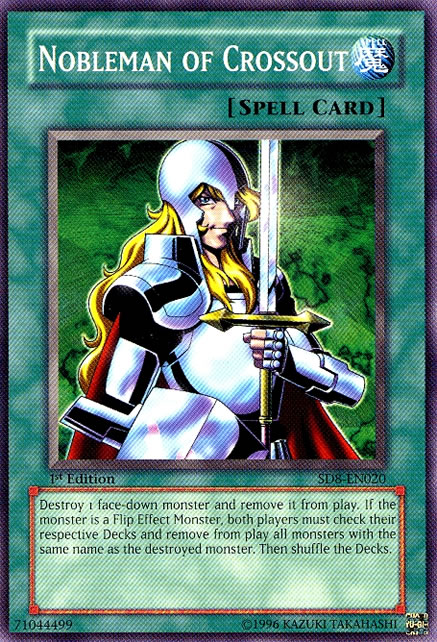 NOBLEMAN OF CROSSOUT 魔
[SPELL CARD]
1st Edition SD8-EN020
Destroy 1 face-down monster and remove it from play. If the
monster is a Flip Effect Monster, both players must check their
respective Decks and remove from play all monsters with the
same name as the destroyed monster. Then shuffle the Decks.
71044499 ©1996 KAZUKI TAKAHASHI